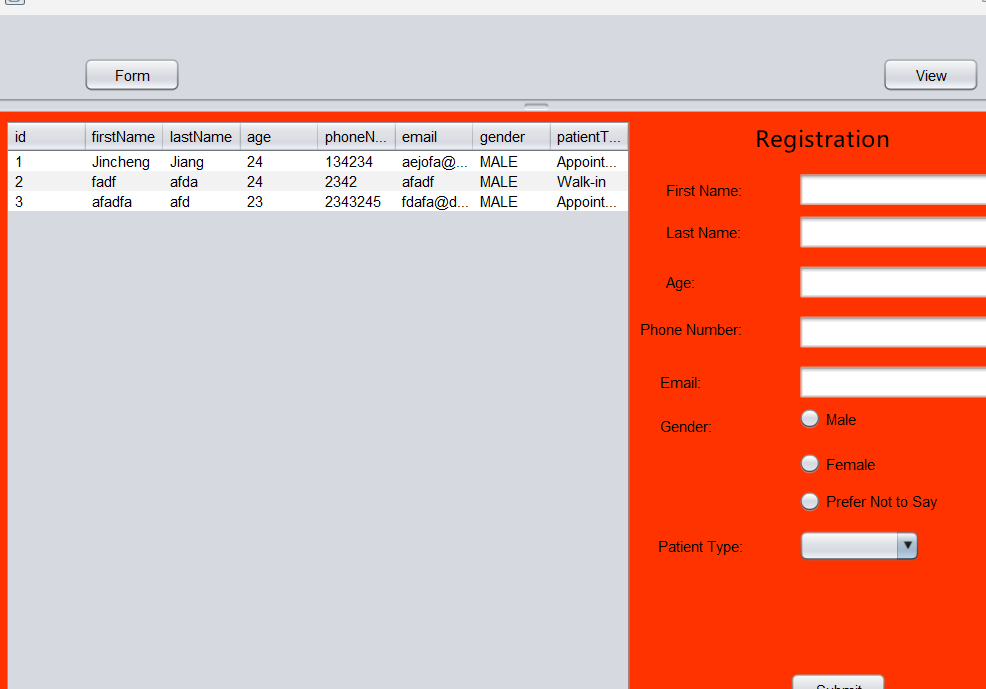 Form View
id firstName lastName age phoneN... email gender patientT...
1 Jincheng Jiang 24 134234 aejofa@... MALE Appoint...
2 fadf afda 24 2342 afadf MALE Walk-in
3 afadfa afd 23 2343245 fdafa@d... MALE Appoint...
Registration
First Name:
Last Name:
Age:
Phone Number:
Email:
Gender: Male
Female
Prefer Not to Say
Patient Type:
Submit